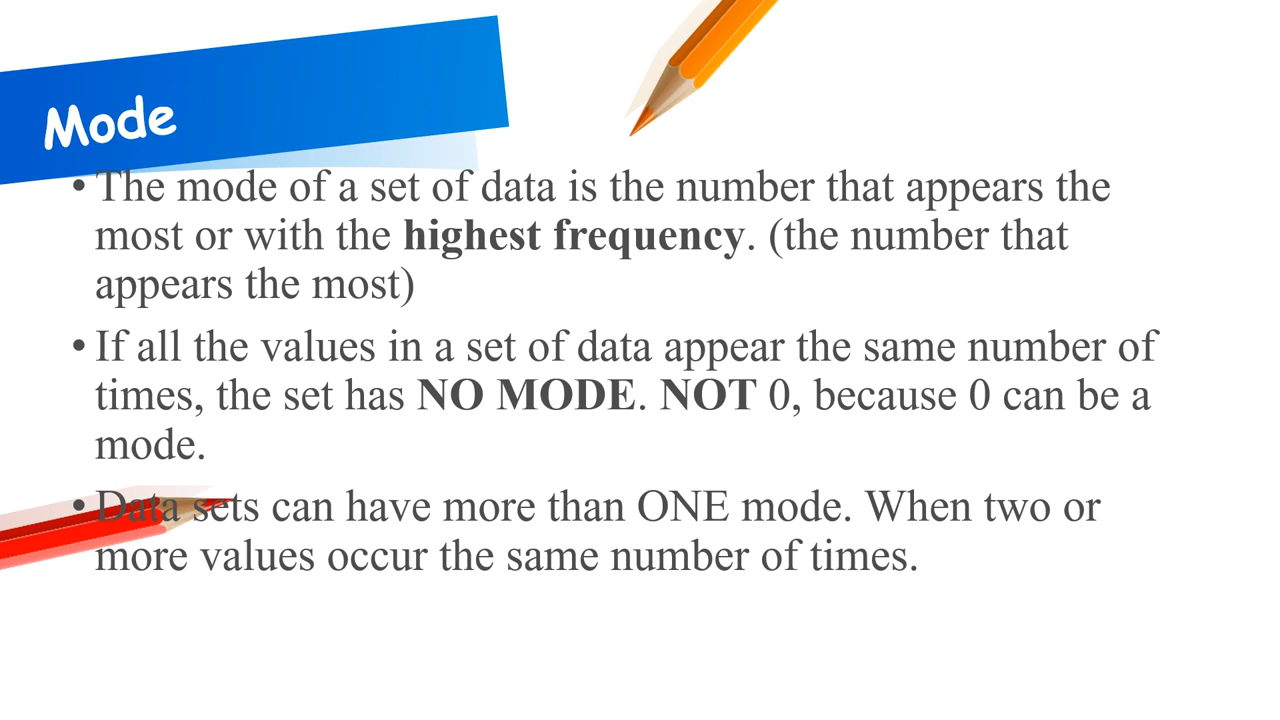 Mode
• The mode of a set of data is the number that appears the
most or with the highest frequency. (the number that
appears the most)
• If all the values in a set of data appear the same number of
times, the set has NO MODE. NOT 0, because 0 can be a
mode.
• Data sets can have more than ONE mode. When two or
more values occur the same number of times.